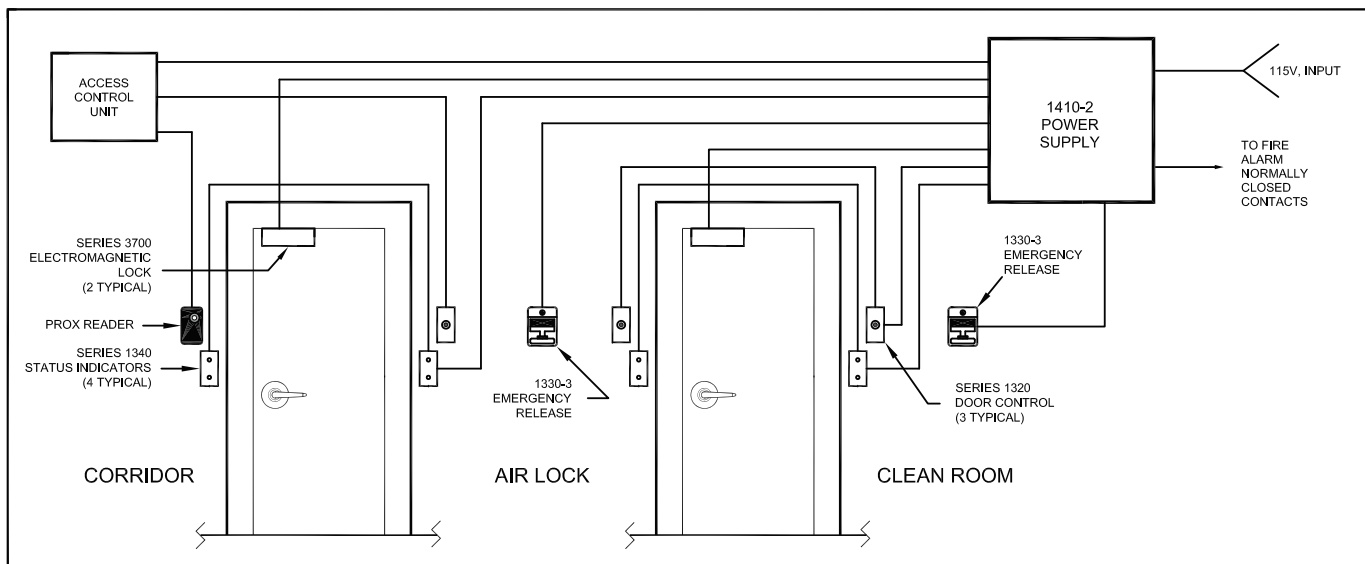 ACCESS
CONTROL
UNIT
1410-2
POWER
SUPPLY
115V, INPUT
TO FIRE
ALARM
NORMALLY
CLOSED
CONTACTS
SERIES 3700
ELECTROMAGNETIC
LOCK
(2 TYPICAL)
PROX READER
SERIES 1340
STATUS INDICATORS
(4 TYPICAL)
1330-3
EMERGENCY
RELEASE
1330-3
EMERGENCY
RELEASE
SERIES 1320
DOOR CONTROL
(3 TYPICAL)
CORRIDOR
AIR LOCK
CLEAN ROOM